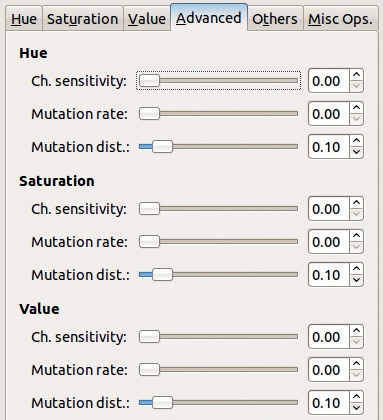 Hue Saturation Value Advanced Others Misc Ops.
Hue
Ch. sensitivity: 0.00
Mutation rate: 0.00
Mutation dist.: 0.10
Saturation
Ch. sensitivity: 0.00
Mutation rate: 0.00
Mutation dist.: 0.10
Value
Ch. sensitivity: 0.00
Mutation rate: 0.00
Mutation dist.: 0.10